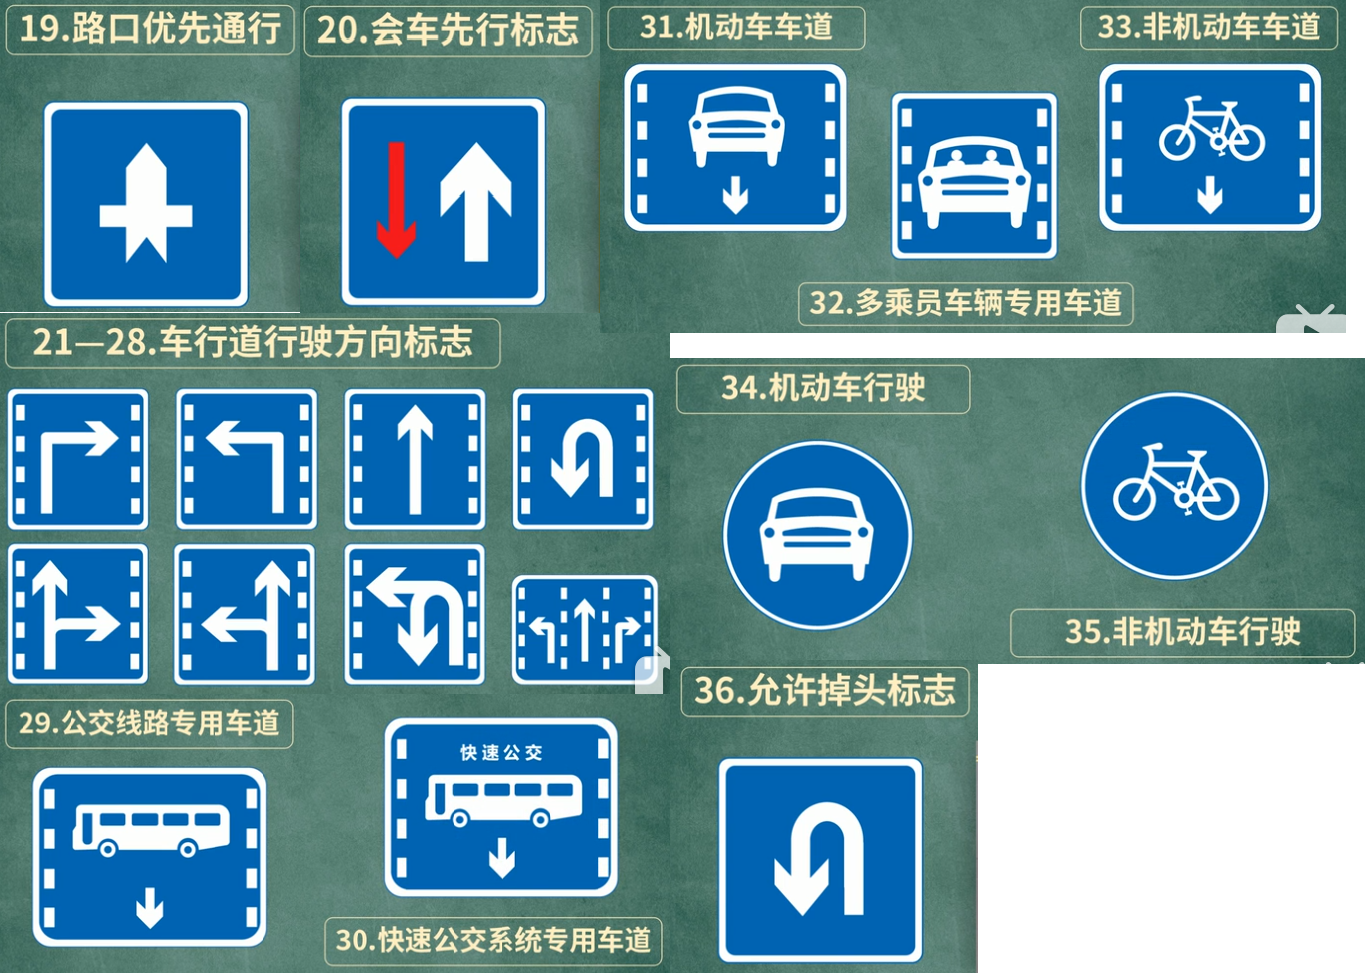 19.路口优先通行
20.会车先行标志
31.机动车车道
33.非机动车车道
32.多乘员车辆专用车道
21—28.车行道行驶方向标志
34.机动车行驶
35.非机动车行驶
36.允许掉头标志
29.公交线路专用车道
快速公交
30.快速公交系统专用车道